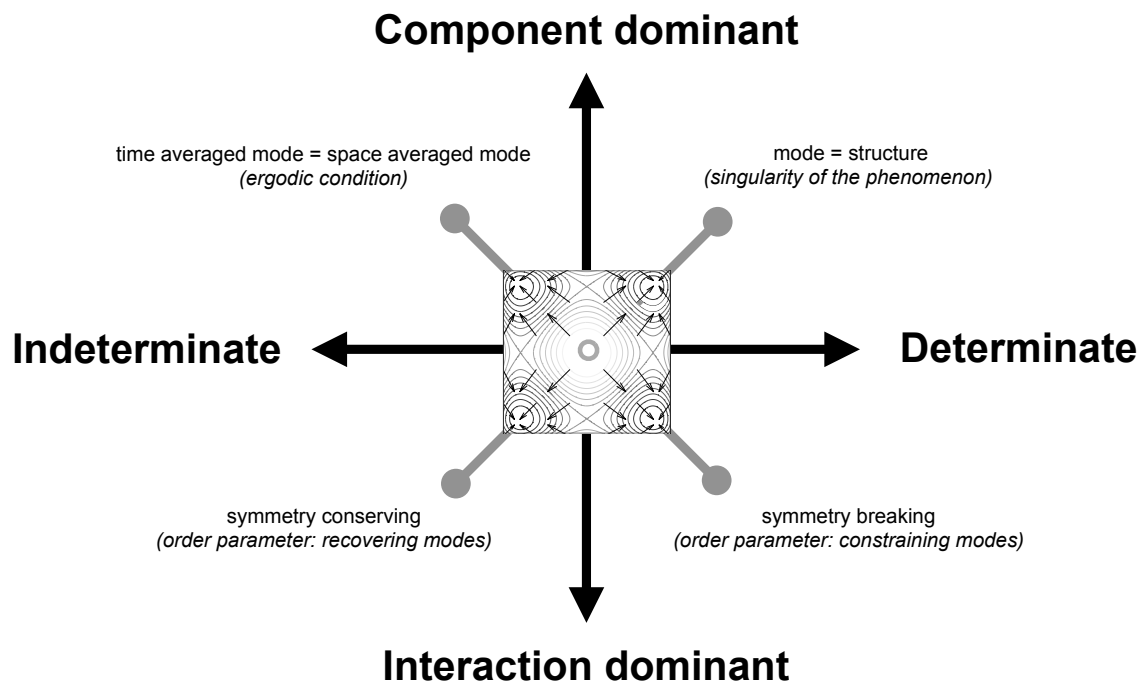 Component dominant
time averaged mode = space averaged mode
(ergodic condition)
mode = structure
(singularity of the phenomenon)
Indeterminate
Determinate
symmetry conserving
(order parameter: recovering modes)
symmetry breaking
(order parameter: constraining modes)
Interaction dominant